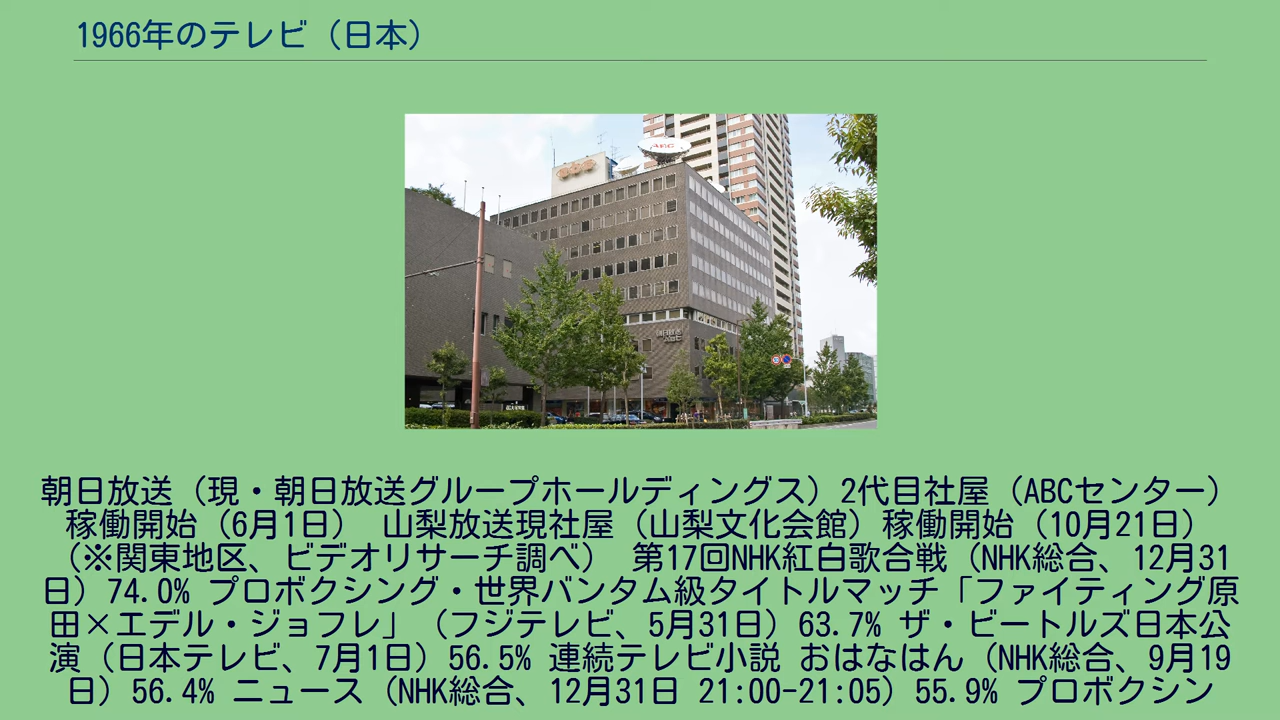 1966年のテレビ（日本）
ABC
朝日放送（現・朝日放送グループホールディングス）2代目社屋（ABCセンター）
稼働開始（6月1日） 山梨放送現社屋（山梨文化会館）稼働開始（10月21日）
（※関東地区、ビデオリサーチ調べ） 第17回NHK紅白歌合戦（NHK総合、12月31
日）74.0% プロボクシング・世界バンタム級タイトルマッチ「ファイティング原
田×エデル・ジョフレ」（フジテレビ、5月31日）63.7% ザ・ビートルズ日本公
演（日本テレビ、7月1日）56.5% 連続テレビ小説 おはなはん（NHK総合、9月19
日）56.4% ニュース（NHK総合、12月31日 21:00-21:05）55.9% プロボクシン